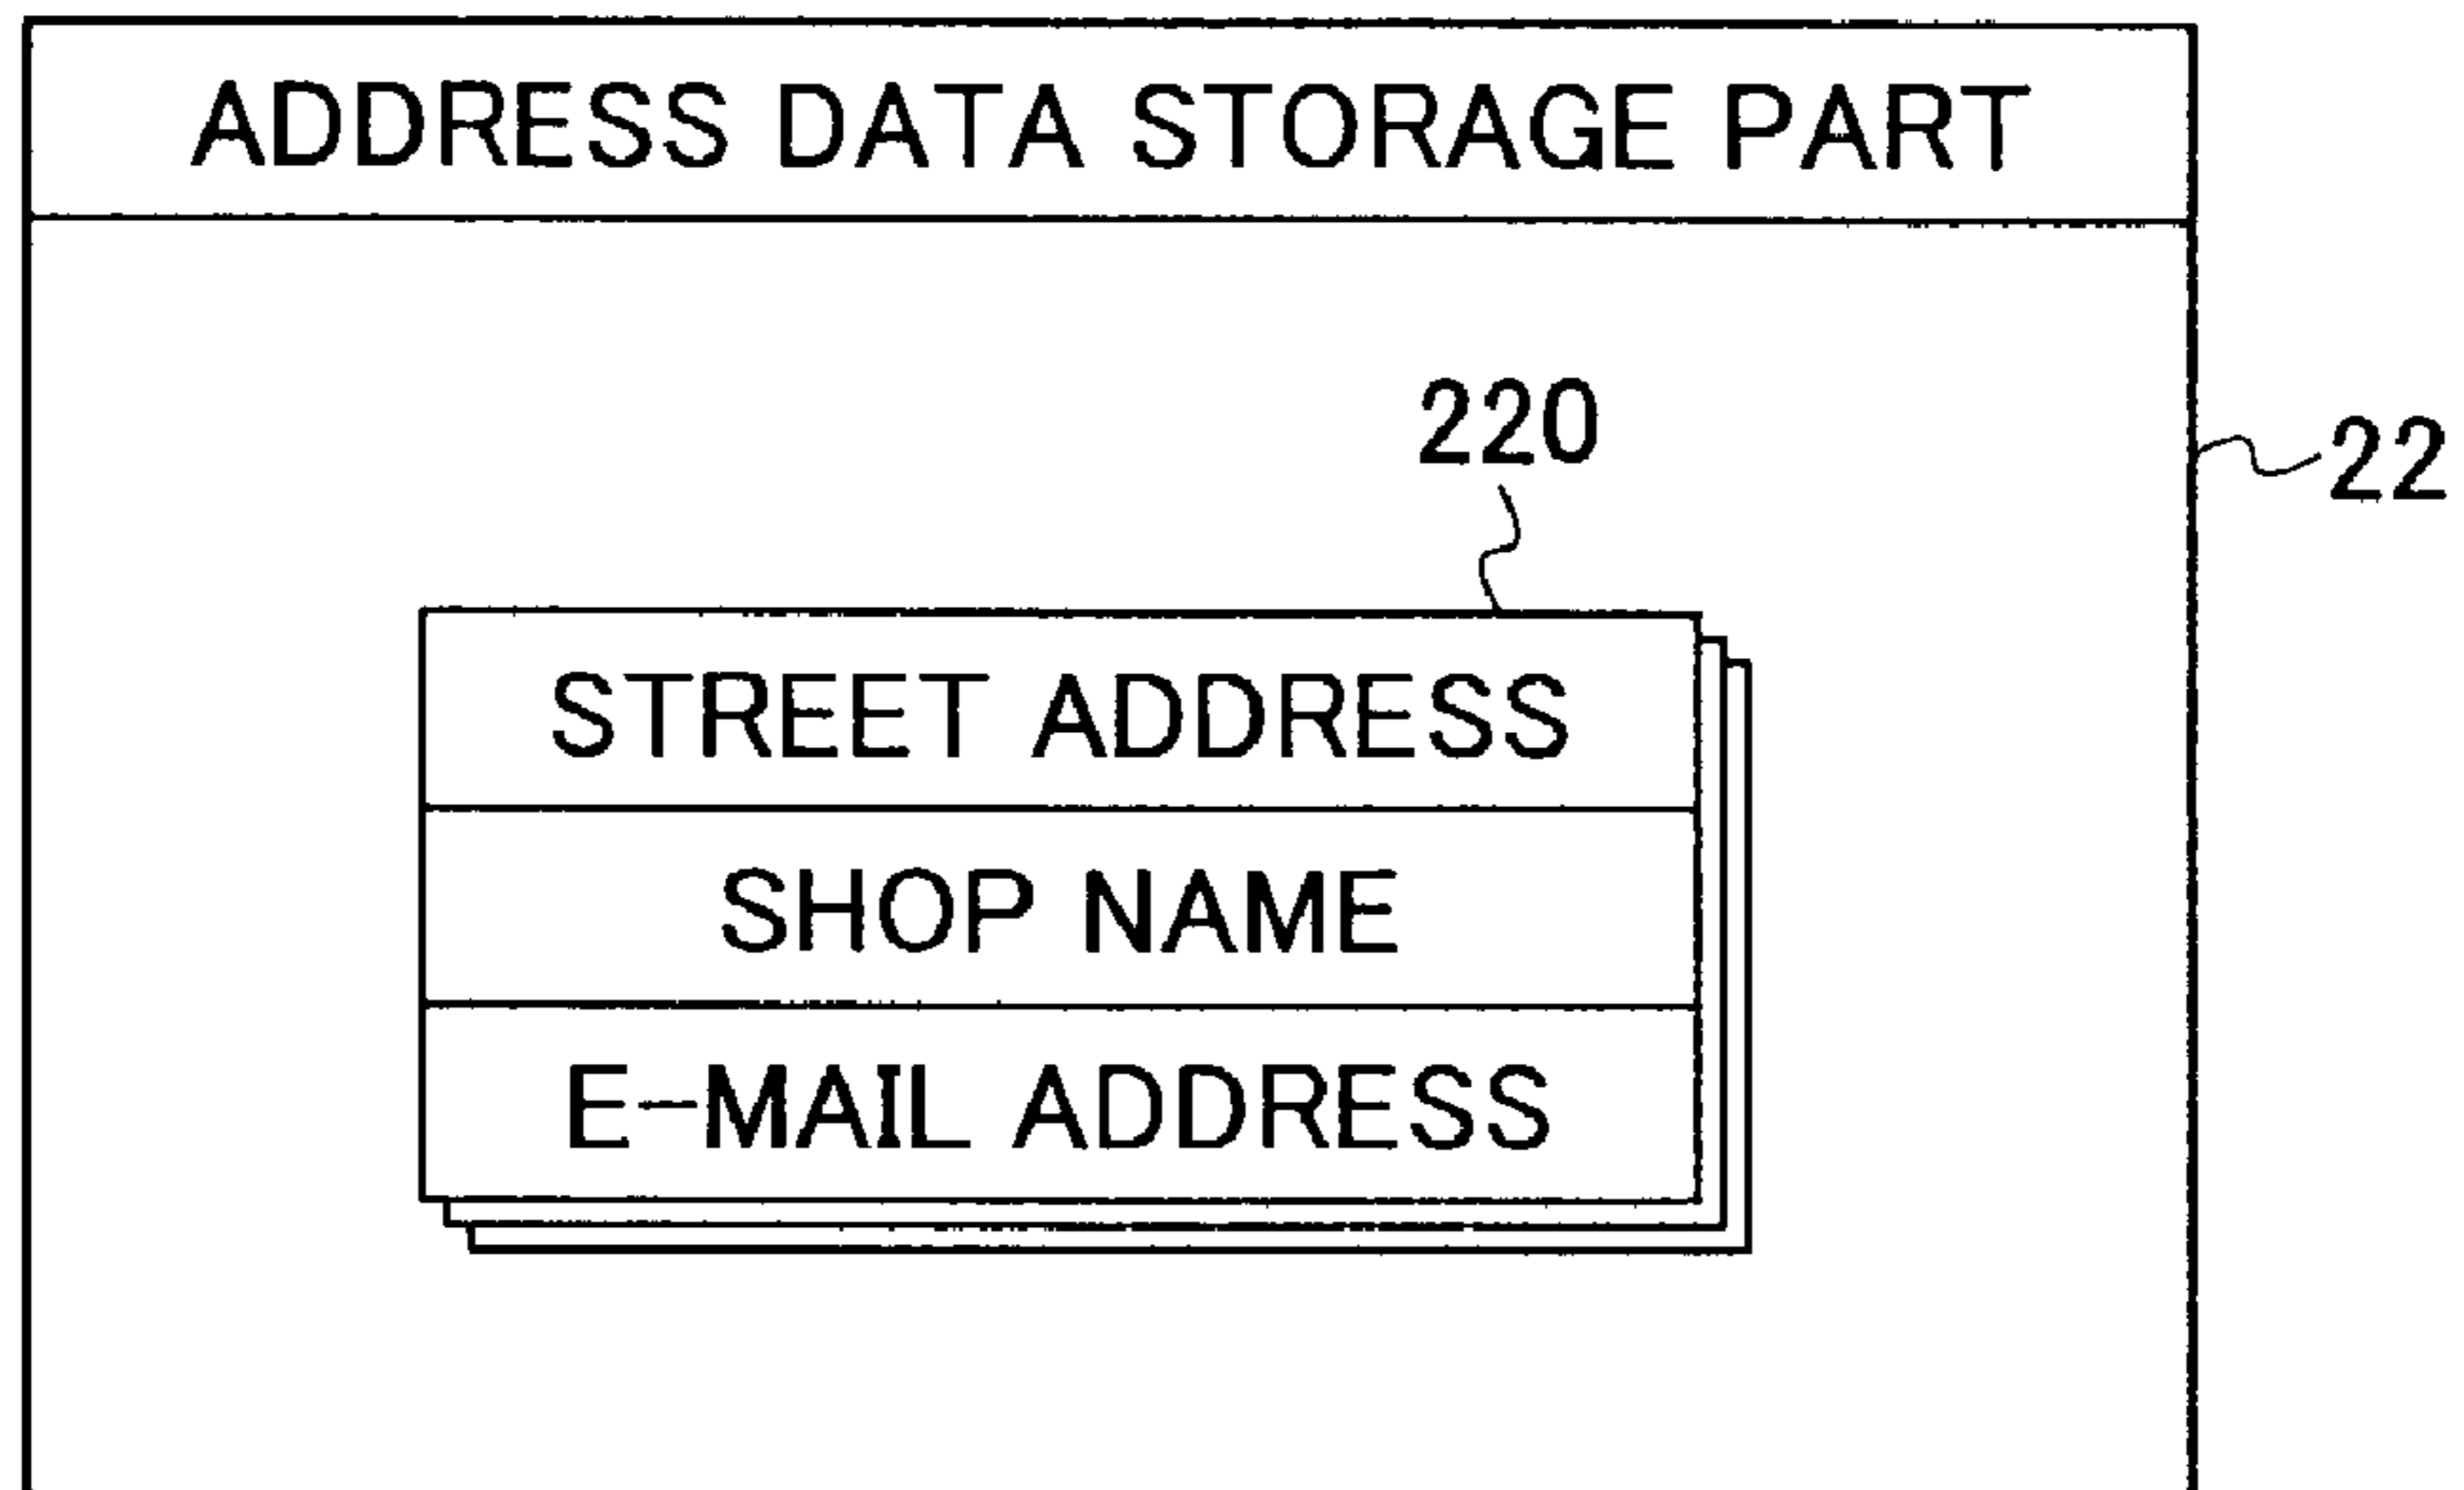 ADDRESS DATA STORAGE PART
220
22
STREET ADDRESS
SHOP NAME
E-MAIL ADDRESS